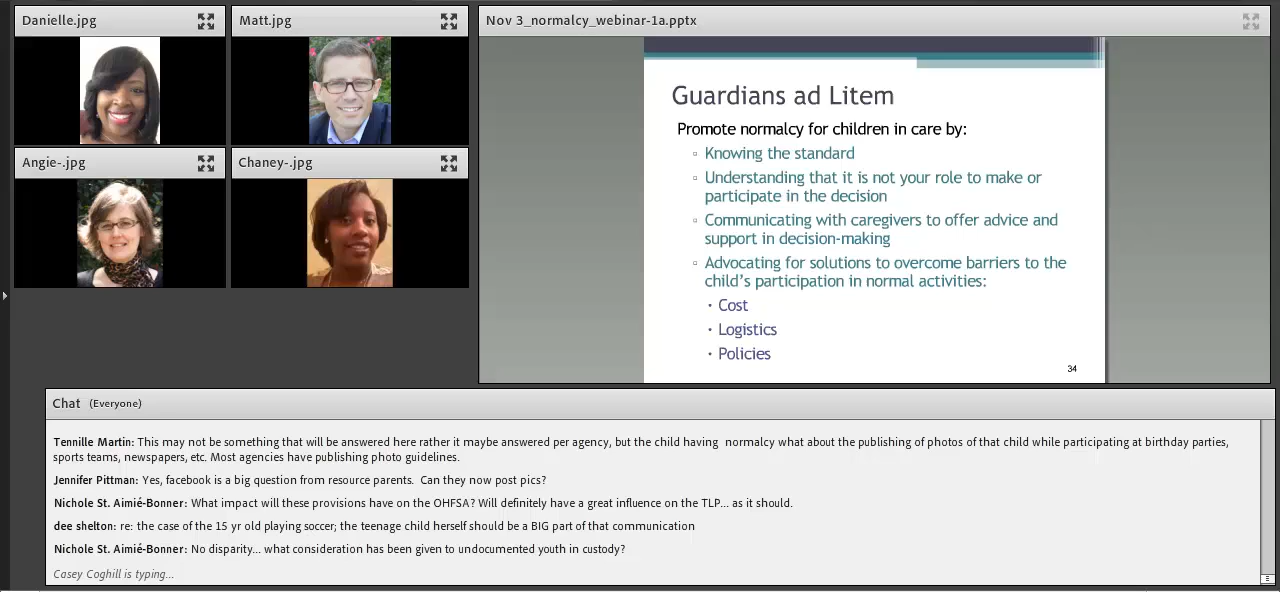 Danielle.jpg
Matt.jpg
Nov 3_normalcy_webinar-1a.pptx
Angie-.jpg
Chaney-.jpg
Guardians ad Litem
Promote normalcy for children in care by:
Knowing the standard
Understanding that it is not your role to make or
participate in the decision
Communicating with caregivers to offer advice and
support in decision-making
Advocating for solutions to overcome barriers to the
child’s participation in normal activities:
• Cost
• Logistics
• Policies
34
Chat (Everyone)
Tennille Martin: This may not be something that will be answered here rather it maybe answered per agency, but the child having normalcy what about the publishing of photos of that child while participating at birthday parties,
sports teams, newspapers, etc. Most agencies have publishing photo guidelines.
Jennifer Pittman: Yes, facebook is a big question from resource parents. Can they now post pics?
Nichole St. Aimié-Bonner: What impact will these provisions have on the OHFSA? Will definitely have a great influence on the TLP... as it should.
dee shelton: re: the case of the 15 yr old playing soccer; the teenage child herself should be a BIG part of that communication
Nichole St. Aimié-Bonner: No disparity... what consideration has been given to undocumented youth in custody?
Casey Coghill is typing...